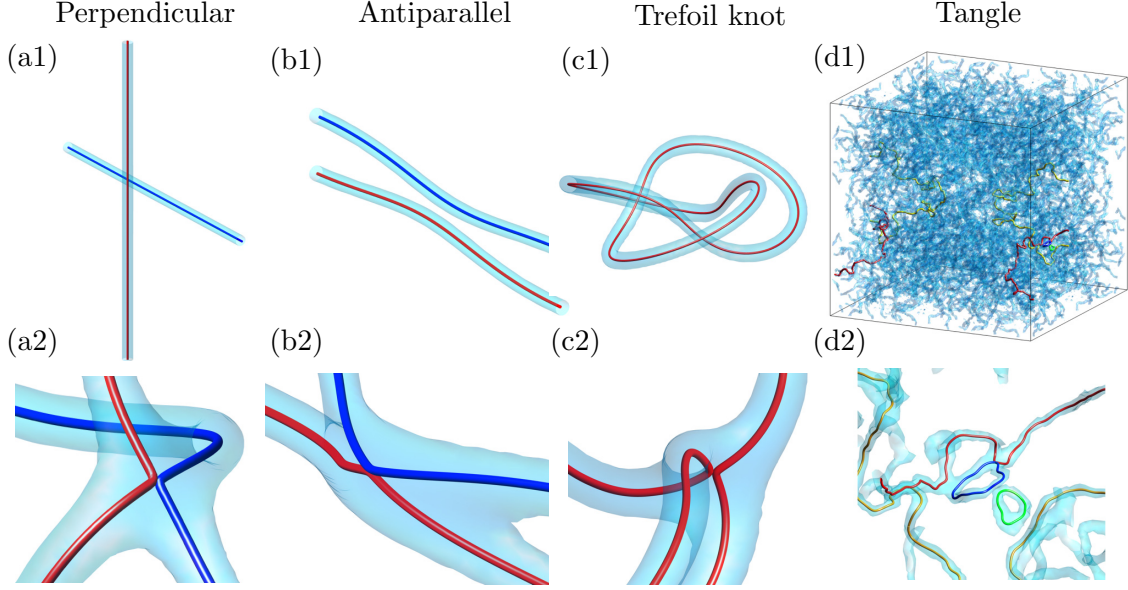 Perpendicular
Antiparallel
Trefoil knot
Tangle
(a1)
(b1)
(c1)
(d1)
(a2)
(b2)
(c2)
(d2)